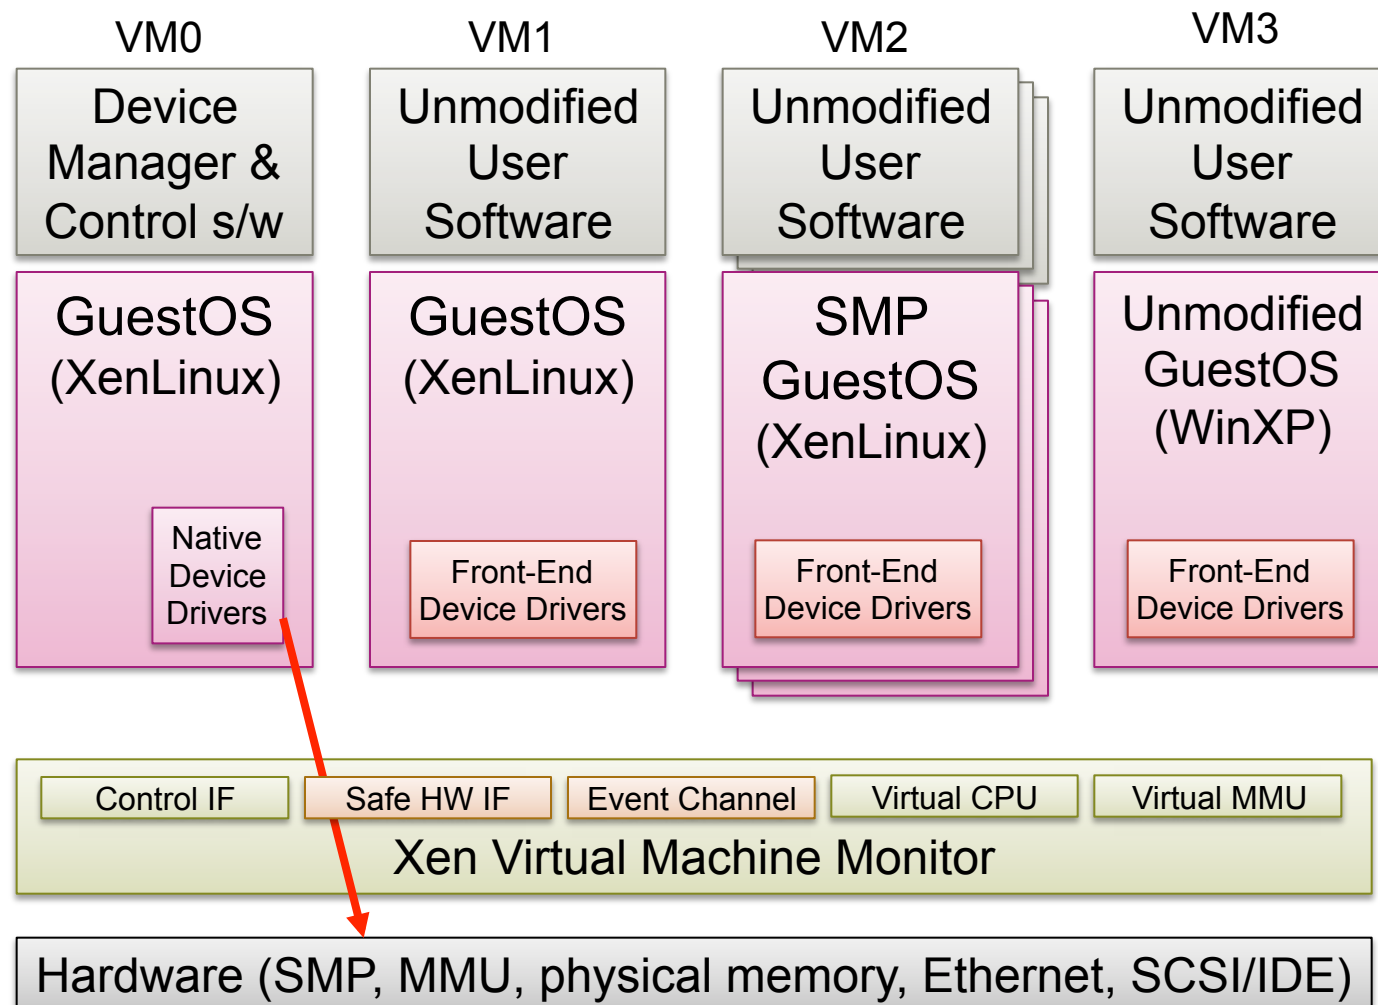 VM0
VM1
VM2
VM3
Device
Manager &
Control s/w
Unmodified
User
Software
Unmodified
User
Software
Unmodified
User
Software
GuestOS
(XenLinux)
GuestOS
(XenLinux)
SMP
GuestOS
(XenLinux)
Unmodified
GuestOS
(WinXP)
Native
Device
Drivers
Front-End
Device Drivers
Front-End
Device Drivers
Front-End
Device Drivers
Control IF
Safe HW IF
Event Channel
Virtual CPU
Virtual MMU
Xen Virtual Machine Monitor
Hardware (SMP, MMU, physical memory, Ethernet, SCSI/IDE)